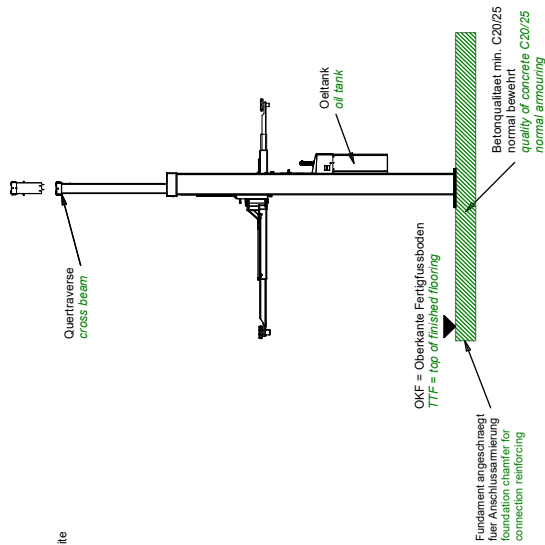 Quertraverse
cross beam
Oeltank
oil tank
OKF = Oberkante Fertigfussboden
TTF = top of finished flooring
Betonqualitaet min. C20/25
normal bewehrt
quality of concrete C20/25
normal armouring
Fundament angeschraegt
fuer Anschlussarmierung
foundation chamfer for
connection reinforcing
ite